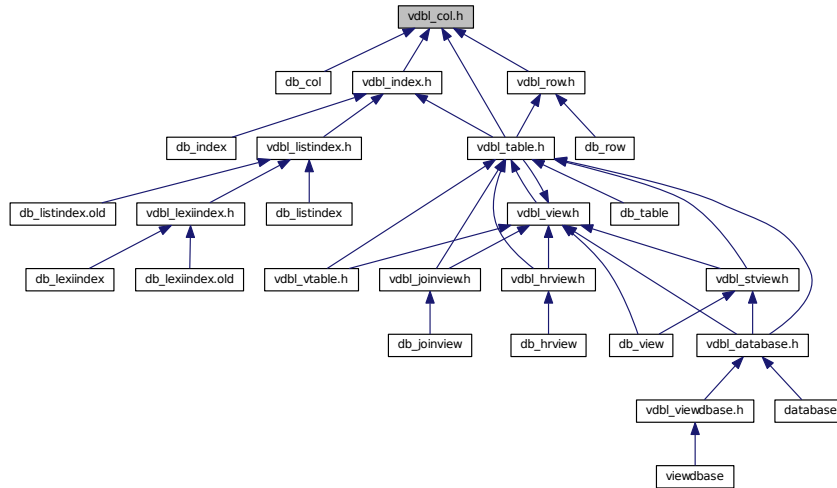 vdbl_col.h
db_col
vdbl_index.h
vdbl_row.h
db_index
vdbl_listindex.h
vdbl_table.h
db_row
db_listindex.old
vdbl_lexiindex.h
db_listindex
vdbl_view.h
db_table
db_lexiindex
db_lexiindex.old
vdbl_vtable.h
vdbl_joinview.h
vdbl_hrview.h
vdbl_stview.h
db_joinview
db_hrview
db_view
vdbl_database.h
vdbl_viewdbase.h
database
viewdbase